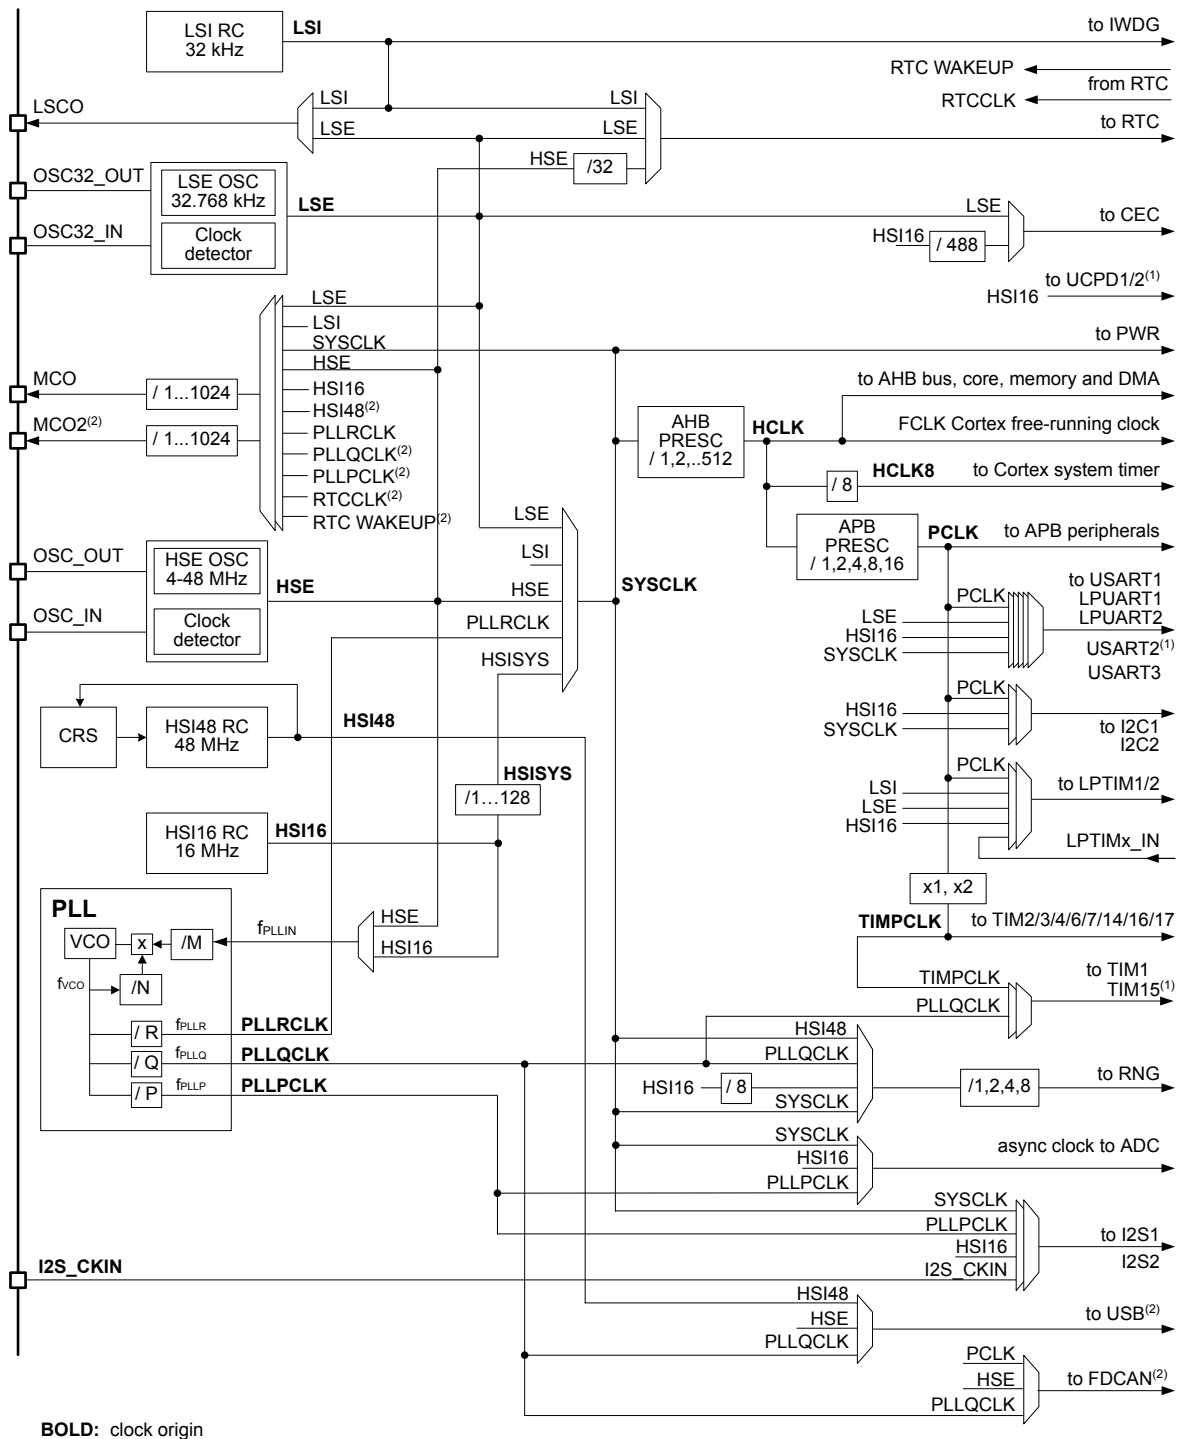 LSI RC
32 kHz
LSI
to IWDG
RTC WAKEUP
from RTC
RTCCLK
LSCO
LSI
LSE
LSI
LSE
HSE
/32
to RTC
OSC32_OUT
LSE OSC
32.768 kHz
LSE
OSC32_IN
Clock
detector
LSE
HSI16
/ 488
to CEC
to UCPD1/2(1)
HSI16
LSE
LSI
SYSCLK
HSE
HSI16
HSI48(2)
PLLRCLK
PLLQCLK(2)
PLLPCLK(2)
RTCCLK(2)
RTC WAKEUP(2)
to PWR
MCO
/ 1...1024
MCO2(2)
/ 1...1024
to AHB bus, core, memory and DMA
AHB
PRESC
/ 1,2,..512
HCLK
FCLK Cortex free-running clock
/ 8
HCLK8
to Cortex system timer
APB
PRESC
/ 1,2,4,8,16
PCLK
to APB peripherals
OSC_OUT
HSE OSC
4-48 MHz
HSE
OSC_IN
Clock
detector
LSE
LSI
HSE
PLLRCLK
HSISYS
SYSCLK
PCLK
LSE
HSI16
SYSCLK
to USART1
LPUART1
LPUART2
USART2(1)
USART3
CRS
HSI48 RC
48 MHz
HSI48
PCLK
HSI16
SYSCLK
to I2C1
I2C2
HSISYS
/1…128
PCLK
LSI
LSE
HSI16
to LPTIM1/2
LPTIMx_IN
HSI16 RC
16 MHz
HSI16
x1, x2
TIMPCLK
to TIM2/3/4/6/7/14/16/17
PLL
VCO
x
/M
fPLLIN
HSE
HSI16
fVCO
/N
/ R
fPLLR
PLLRCLK
/ Q
fPLLQ
PLLQCLK
/ P
fPLLP
PLLPCLK
TIMPCLK
PLLQCLK
to TIM1
TIM15(1)
HSI48
PLLQCLK
HSI16
/ 8
SYSCLK
/1,2,4,8
to RNG
SYSCLK
HSI16
PLLPCLK
async clock to ADC
SYSCLK
PLLPCLK
HSI16
I2S_CKIN
to I2S1
I2S2
I2S_CKIN
HSI48
HSE
PLLQCLK
to USB(2)
PCLK
HSE
PLLQCLK
to FDCAN(2)
BOLD: clock origin